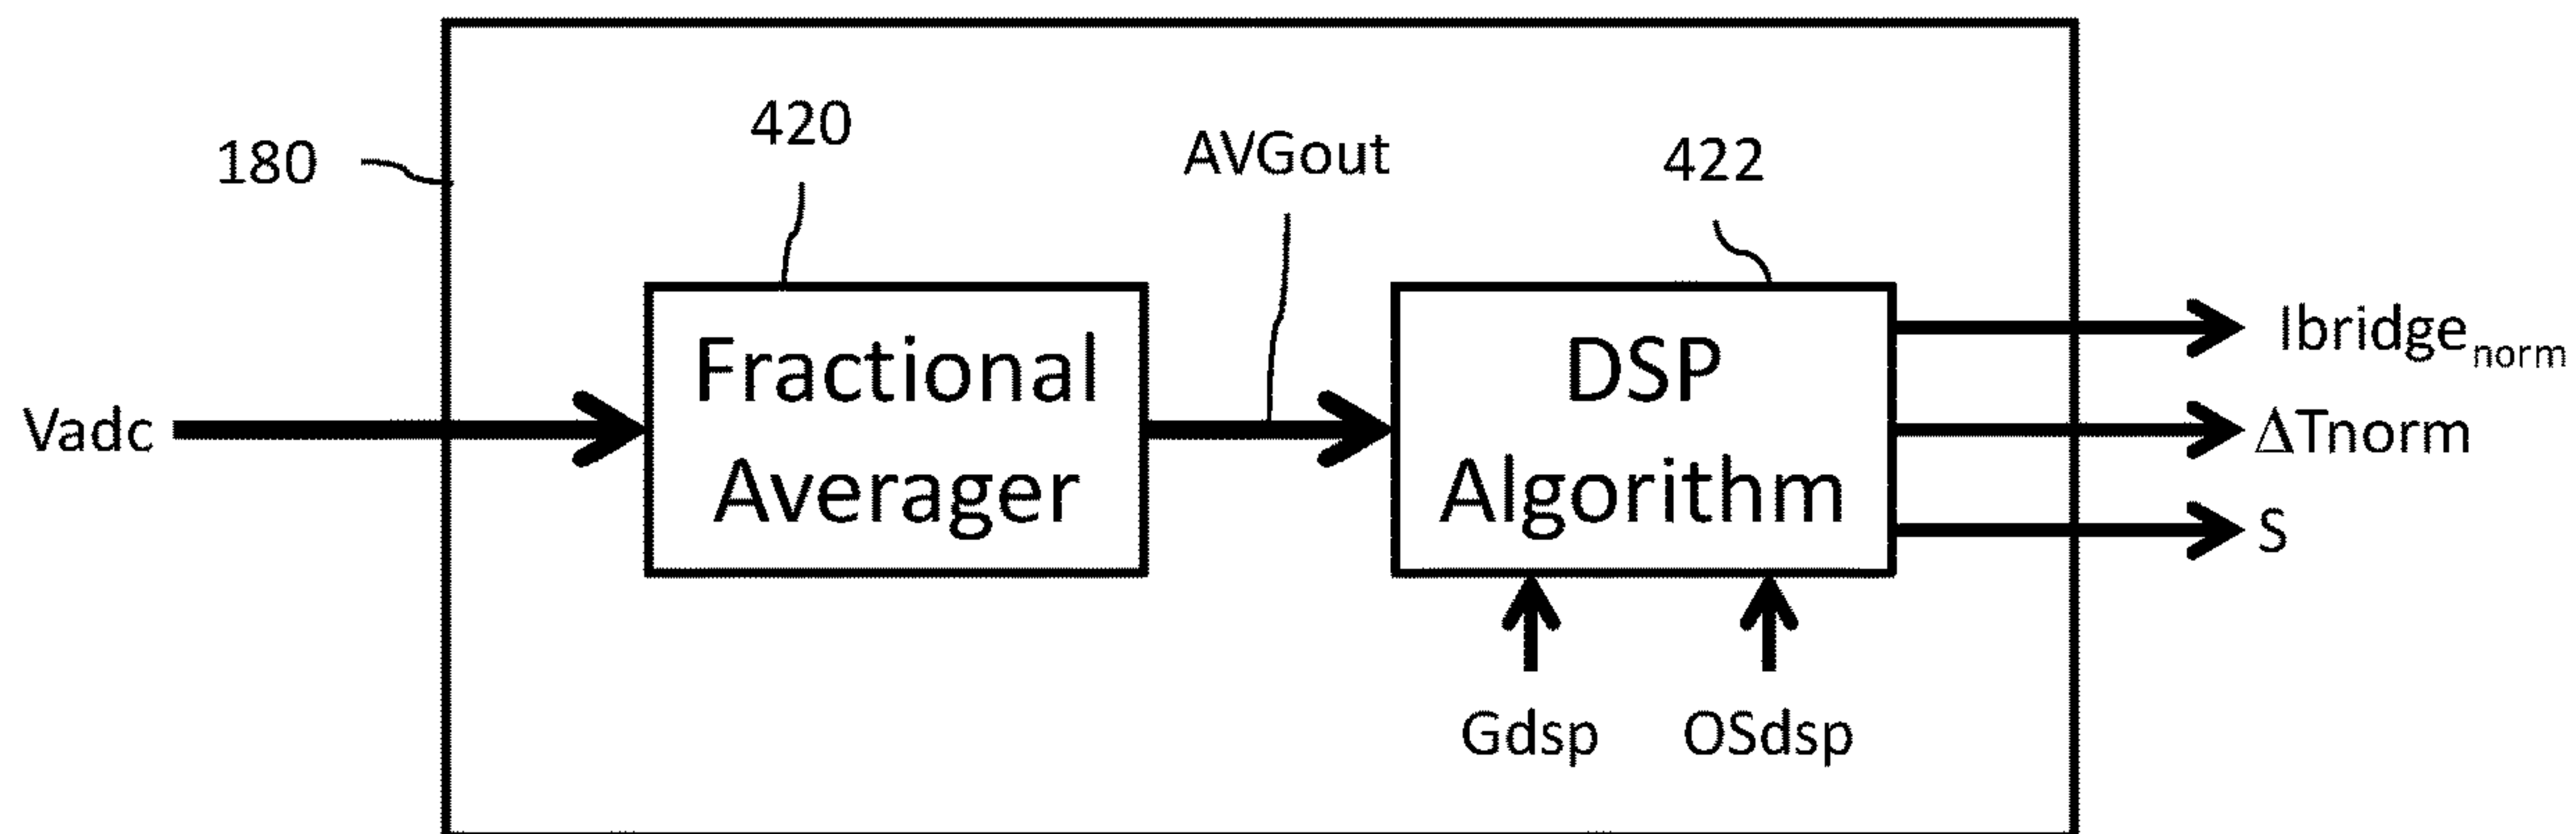 180
420
AVGout
422
Vadc
Fractional
Averager
DSP
Algorithm
Ibridgenorm
ΔTnorm
S
Gdsp
OSdsp